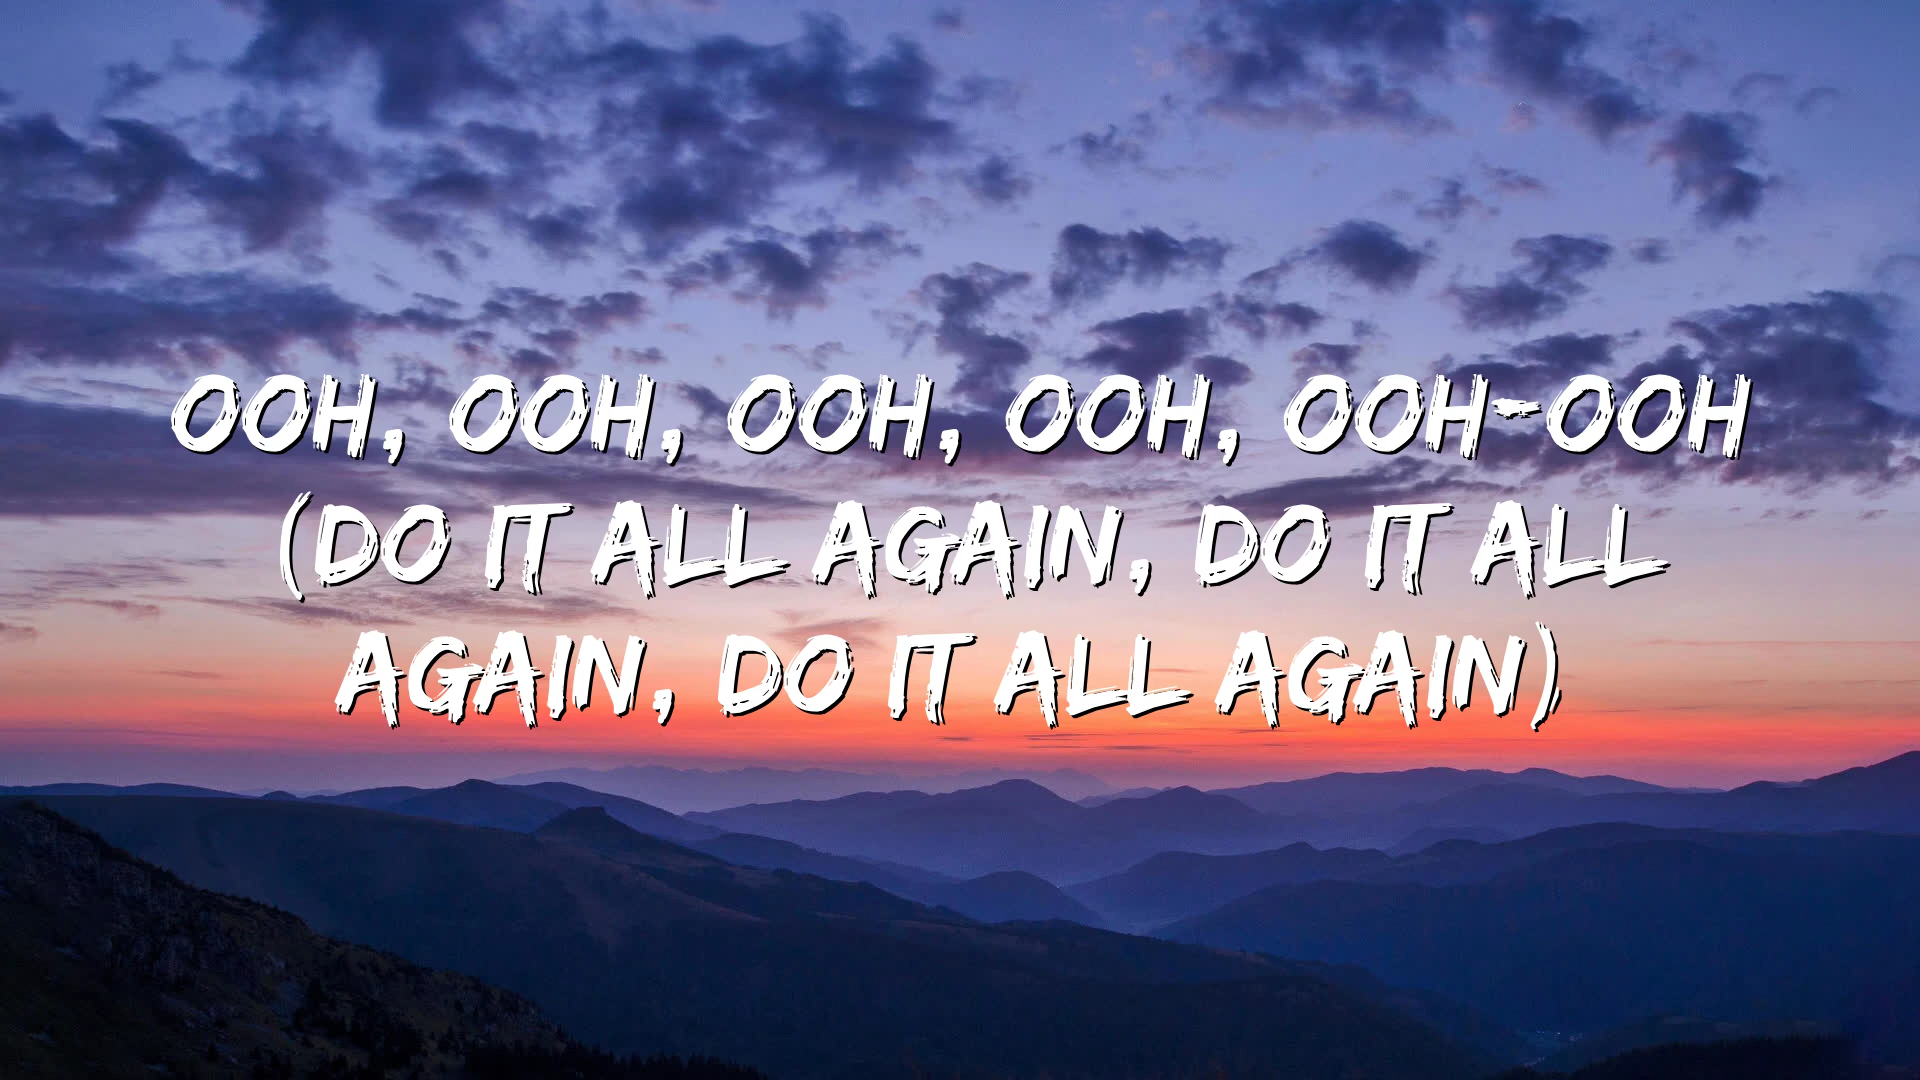 OOH, OOH, OOH, OOH, OOH-OOH
(DO IT ALL AGAIN, DO IT ALL
AGAIN, DO IT ALL AGAIN)